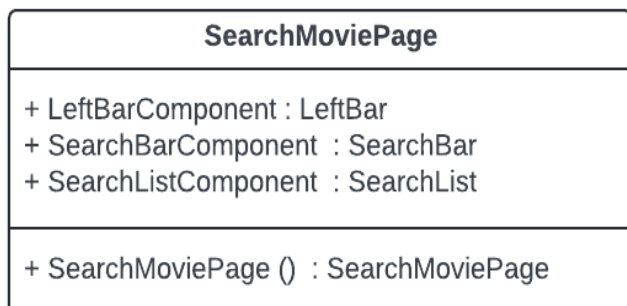 SearchMoviePage
+ LeftBarComponent : LeftBar
+ SearchBarComponent : SearchBar
+ SearchListComponent : SearchList
+ SearchMoviePage () : SearchMoviePage